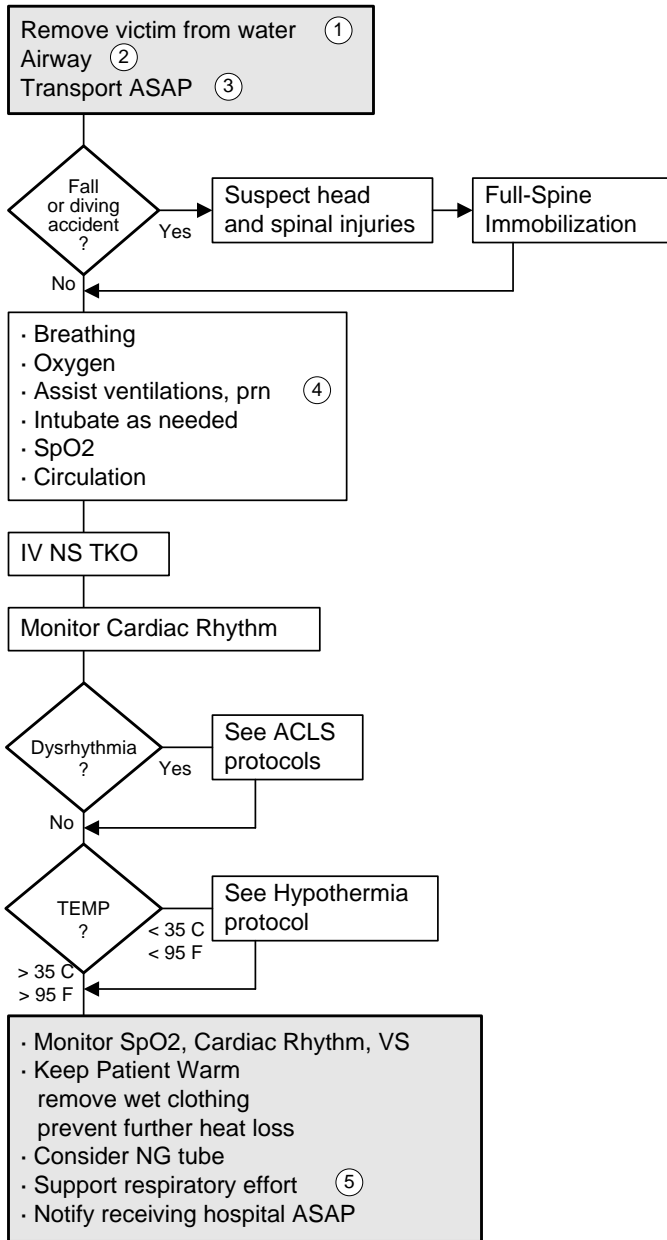 Remove victim from water 1
Airway 2
Transport ASAP 3
Fall
or diving
accident
?
Yes
Suspect head
and spinal injuries
Full-Spine
Immobilization
No
· Breathing
· Oxygen
· Assist ventilations, prn 4
· Intubate as needed
· SpO2
· Circulation
IV NS TKO
Monitor Cardiac Rhythm
Dysrhythmia
?
Yes
See ACLS
protocols
No
TEMP
?
< 35 C
< 95 F
See Hypothermia
protocol
> 35 C
> 95 F
· Monitor SpO2, Cardiac Rhythm, VS
· Keep Patient Warm
remove wet clothing
prevent further heat loss
· Consider NG tube
· Support respiratory effort 5
· Notify receiving hospital ASAP